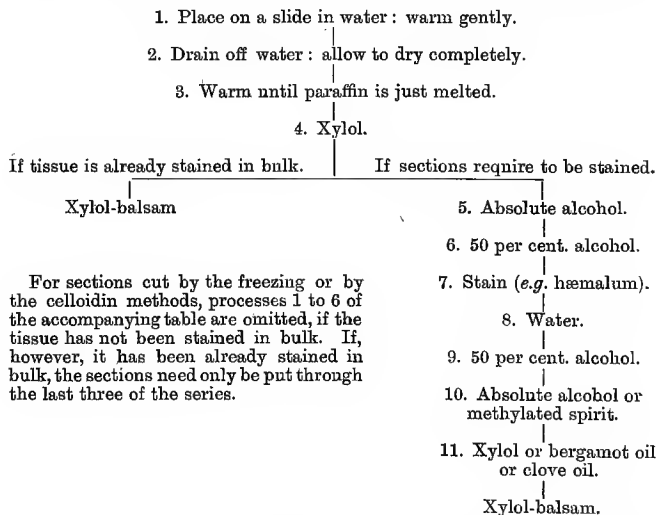 1. Place on a slide in water : warm gently.
2. Drain off water : allow to dry completely.
3. Warm nntil paraffin is just melted.
4. Xylol.
If tissue is already stained in bnlk.
If sections reqnire to be stained.
Xylol-balsam
5. Absolute alcohol.
6. 50 per cent. alcohol.
7. Stain (e.g. hæmalum).
8. Water.
9. 50 per cent. alcohol.
10. Absolute alcohol or
methylated spirit.
11. Xylol or bergamot oil
or clove oil.
Xylol-balsam.
For sections cut by the freezing or by
the celloidin methods, processes 1 to 6 of
the accompanying table are omitted, if the
tissue has not been stained in bulk. If,
however, it has been already stained in
bulk, the sections need only be put through
the last three of the series.